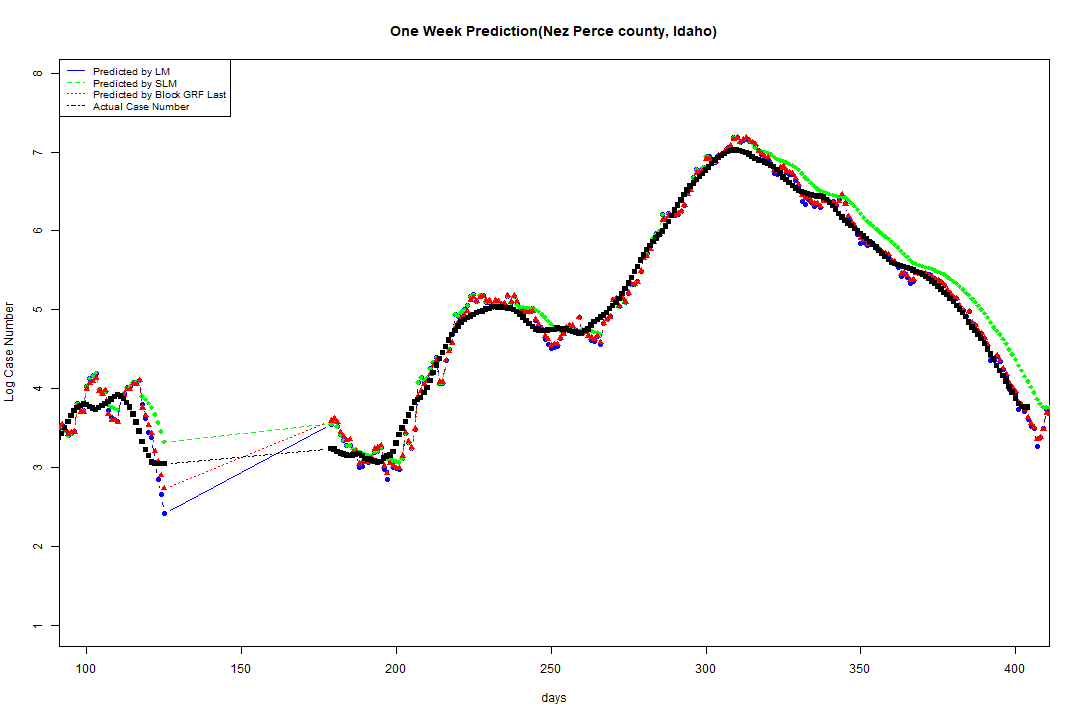 One Week Prediction(Nez Perce county, Idaho)
Predicted by LM
Predicted by SLM
Predicted by Block GRF Last
Actual Case Number
8
7
6
5
4
3
2
1
Log Case Number
100 150 200 250 300 350 400
days